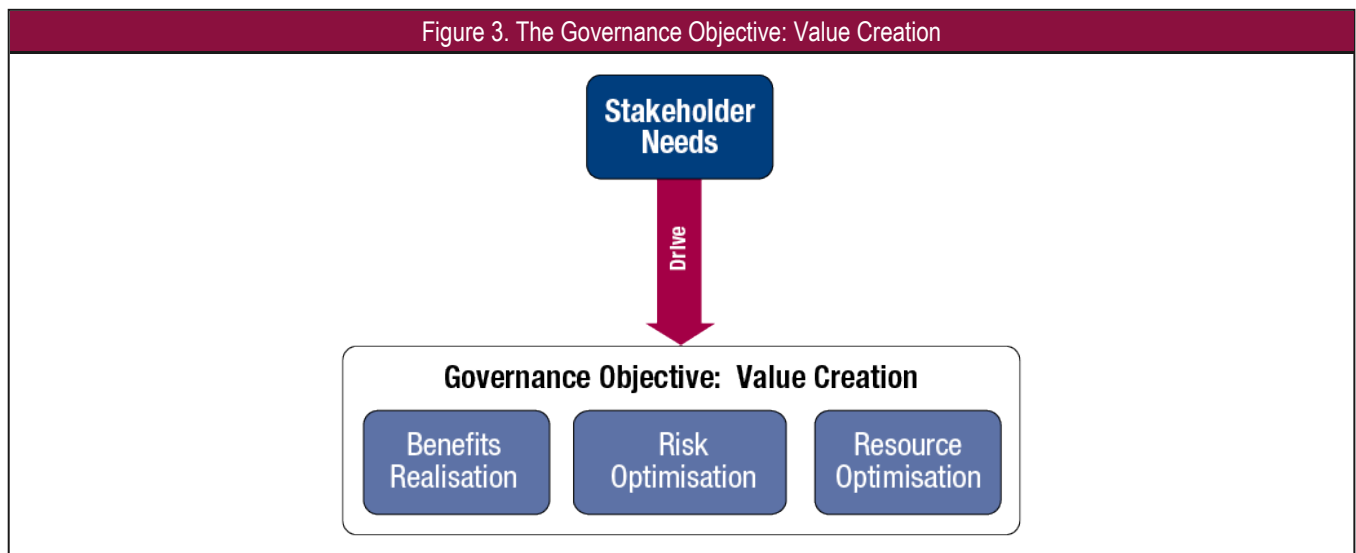 Figure 3. The Governance Objective: Value Creation
Stakeholder
Needs
Drive
Governance Objective: Value Creation
Benefits
Realisation
Risk
Optimisation
Resource
Optimisation